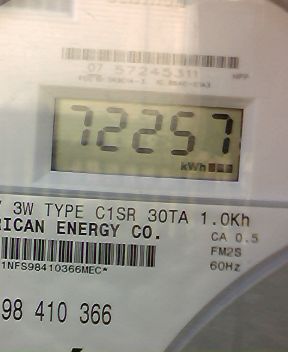 07 57245311
72257
kWh
3W TYPE C1SR 30TA 1.0Kh
RICAN ENERGY CO.
CA 0.5
1NFS98410366MEC*
FM2S
60Hz
98 410 366